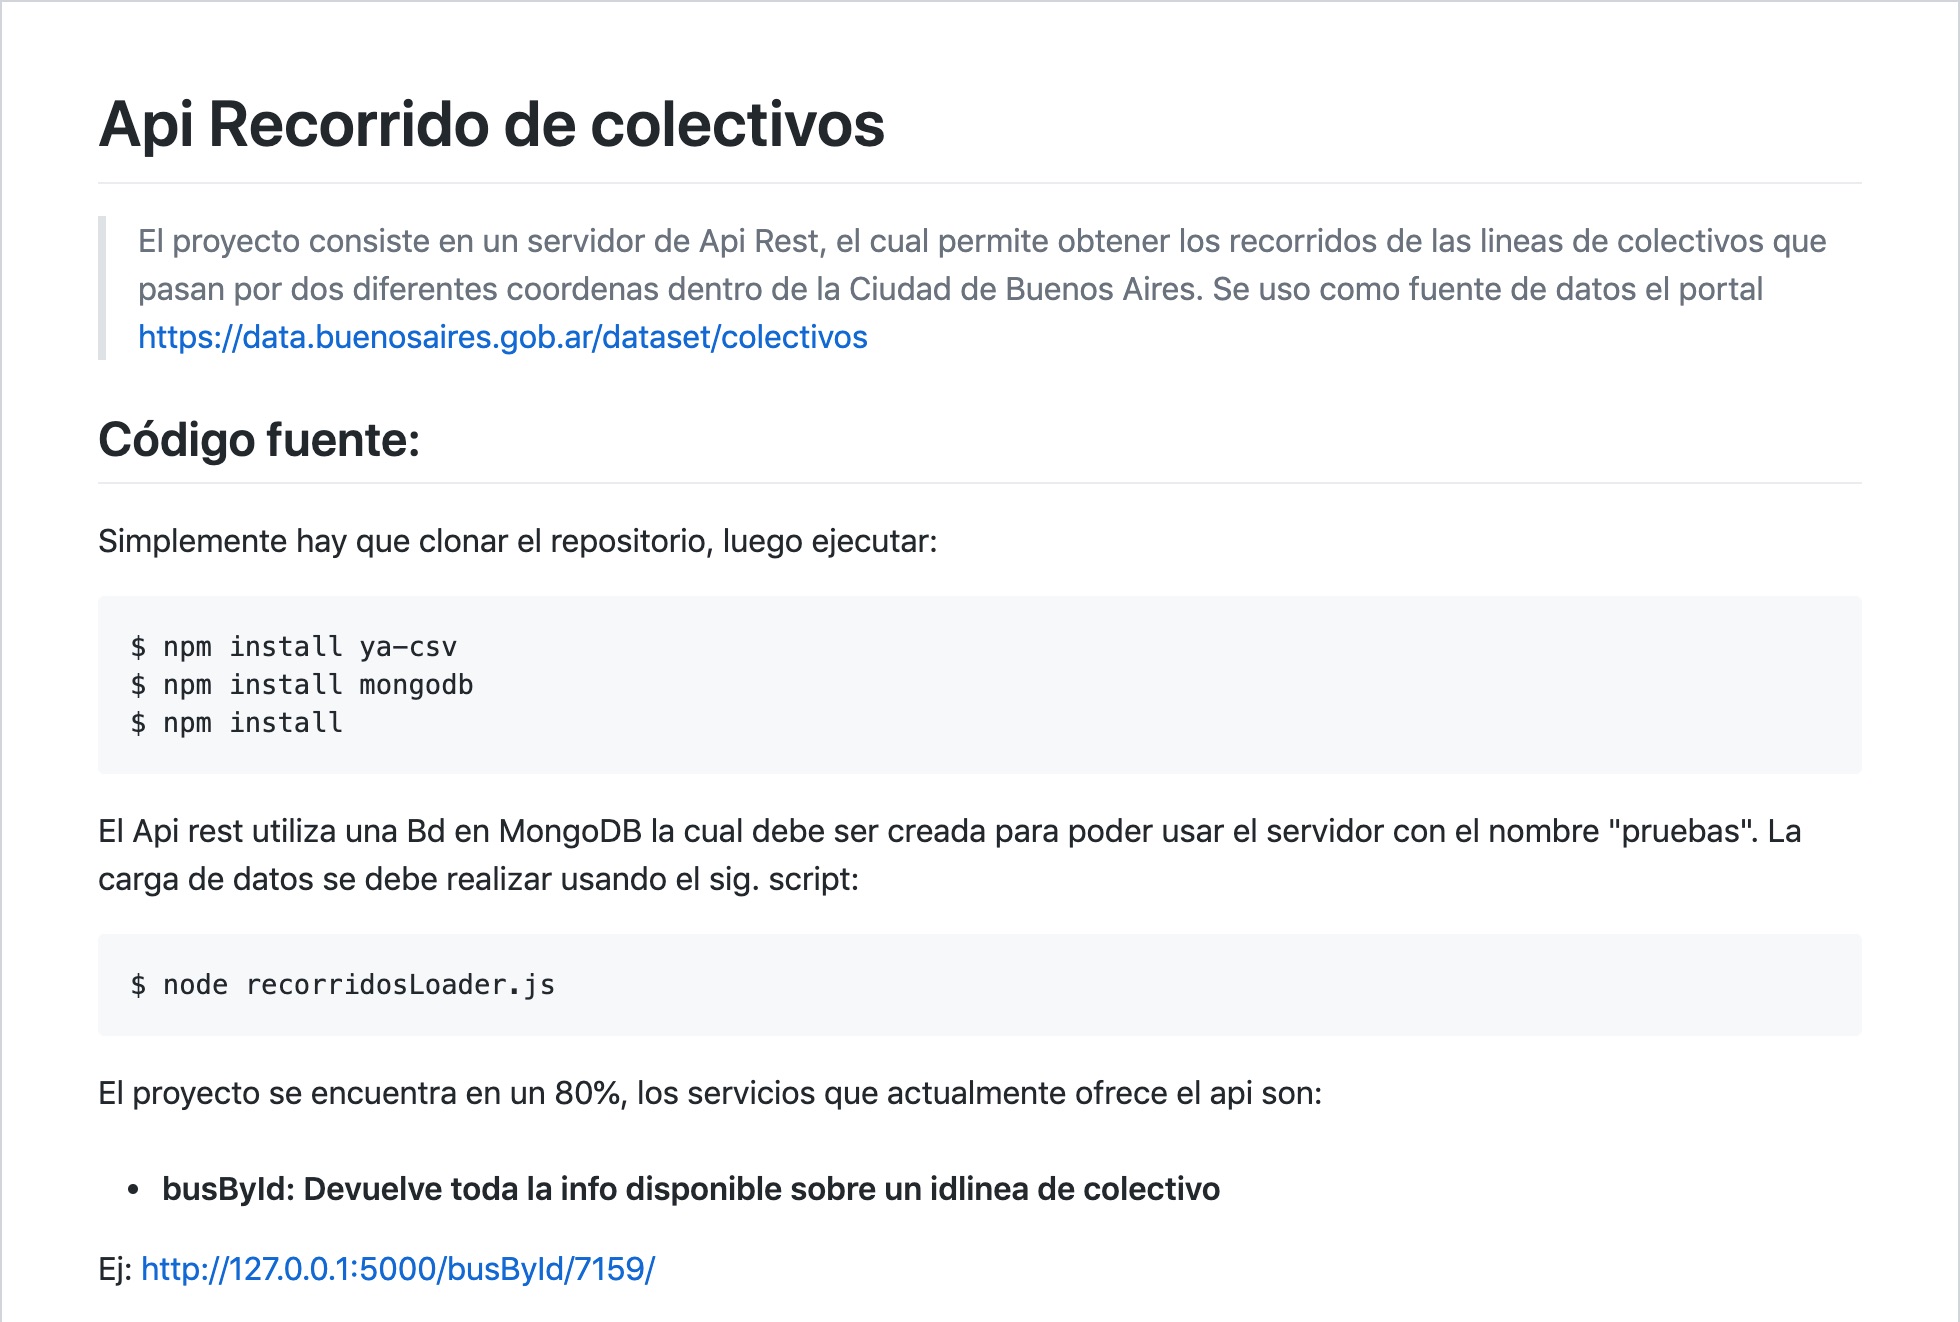 Api Recorrido de colectivos
El proyecto consiste en un servidor de Api Rest, el cual permite obtener los recorridos de las lineas de colectivos que
pasan por dos diferentes coordenas dentro de la Ciudad de Buenos Aires. Se uso como fuente de datos el portal
https://data.buenosaires.gob.ar/dataset/colectivos
Código fuente:
Simplemente hay que clonar el repositorio, luego ejecutar:
$ npm install ya-csv
$ npm install mongodb
$ npm install
El Api rest utiliza una Bd en MongoDB la cual debe ser creada para poder usar el servidor con el nombre "pruebas". La
carga de datos se debe realizar usando el sig. script:
$ node recorridosLoader.js
El proyecto se encuentra en un 80%, los servicios que actualmente ofrece el api son:
• busById: Devuelve toda la info disponible sobre un idlinea de colectivo
Ej: http://127.0.0.1:5000/busById/7159/